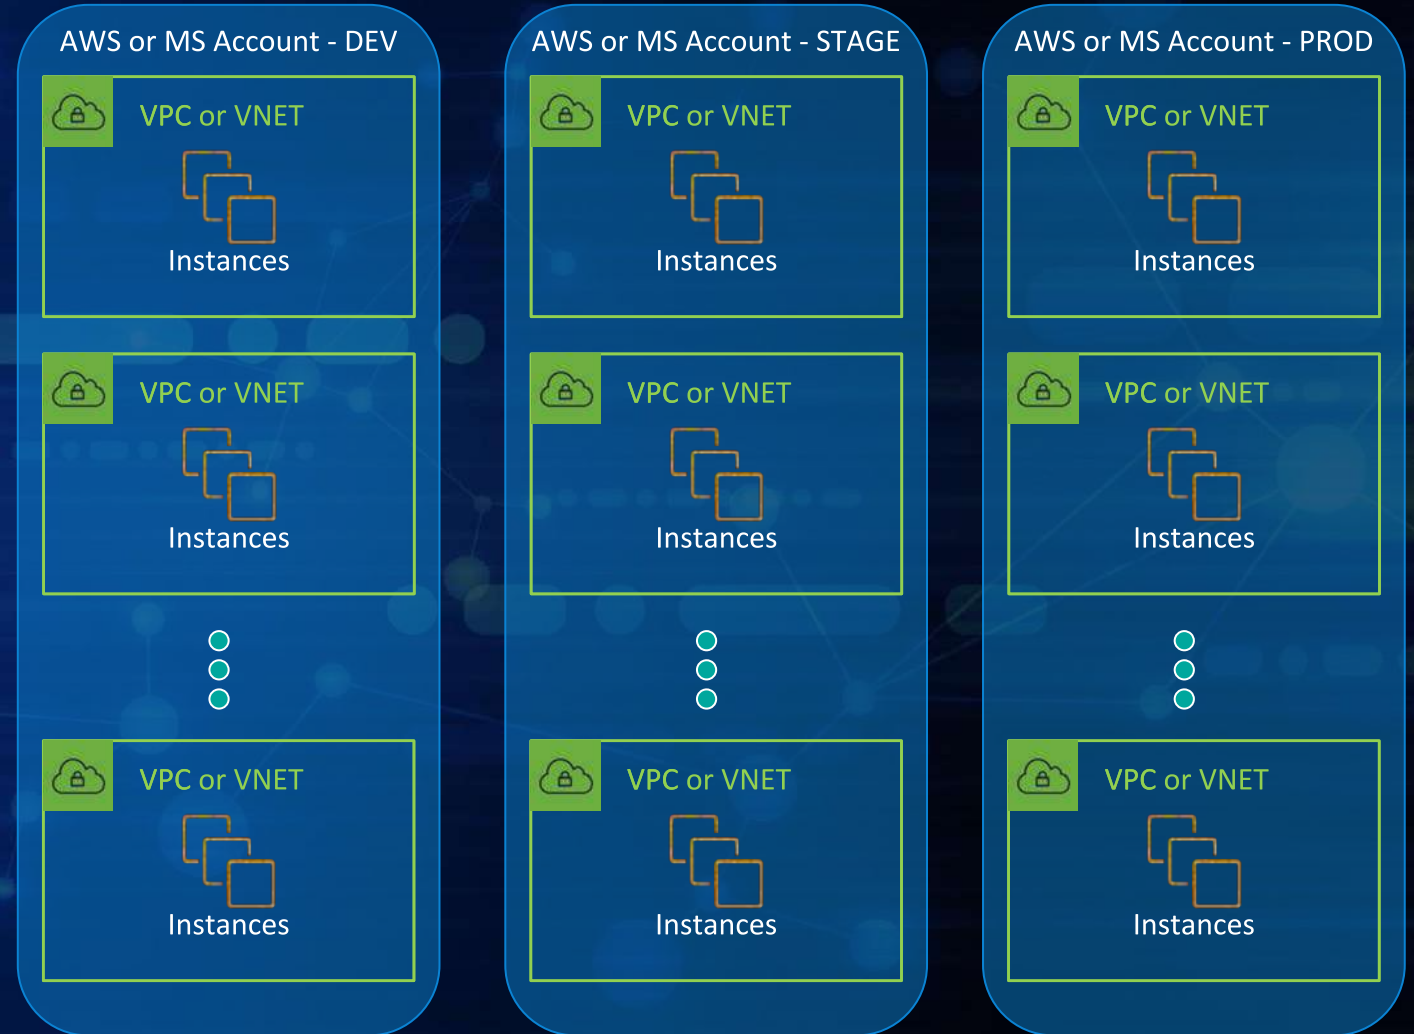 AWS or MS Account - DEV
VPC or VNET
Instances
VPC or VNET
Instances
VPC or VNET
Instances
AWS or MS Account - STAGE
VPC or VNET
Instances
VPC or VNET
Instances
VPC or VNET
Instances
AWS or MS Account - PROD
VPC or VNET
Instances
VPC or VNET
Instances
VPC or VNET
Instances